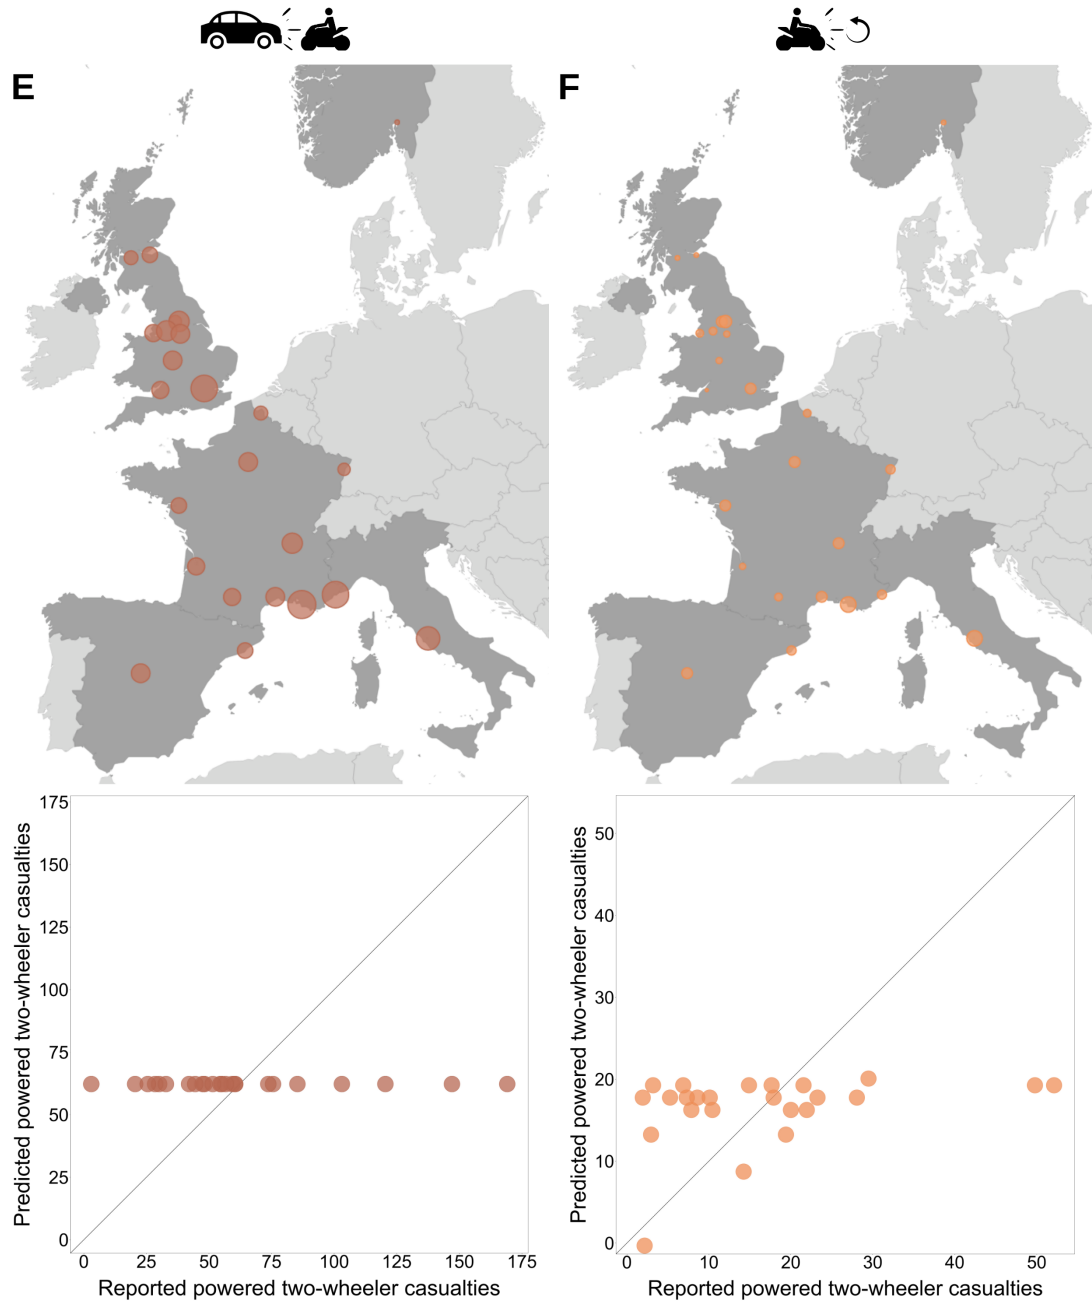 E
F
175
150
125
100
75
50
25
0
Predicted powered two-wheeler casualties
0 25 50 75 100 125 150 175
Reported powered two-wheeler casualties
50
40
30
20
10
0
Predicted powered two-wheeler casualties
0 10 20 30 40 50
Reported powered two-wheeler casualties